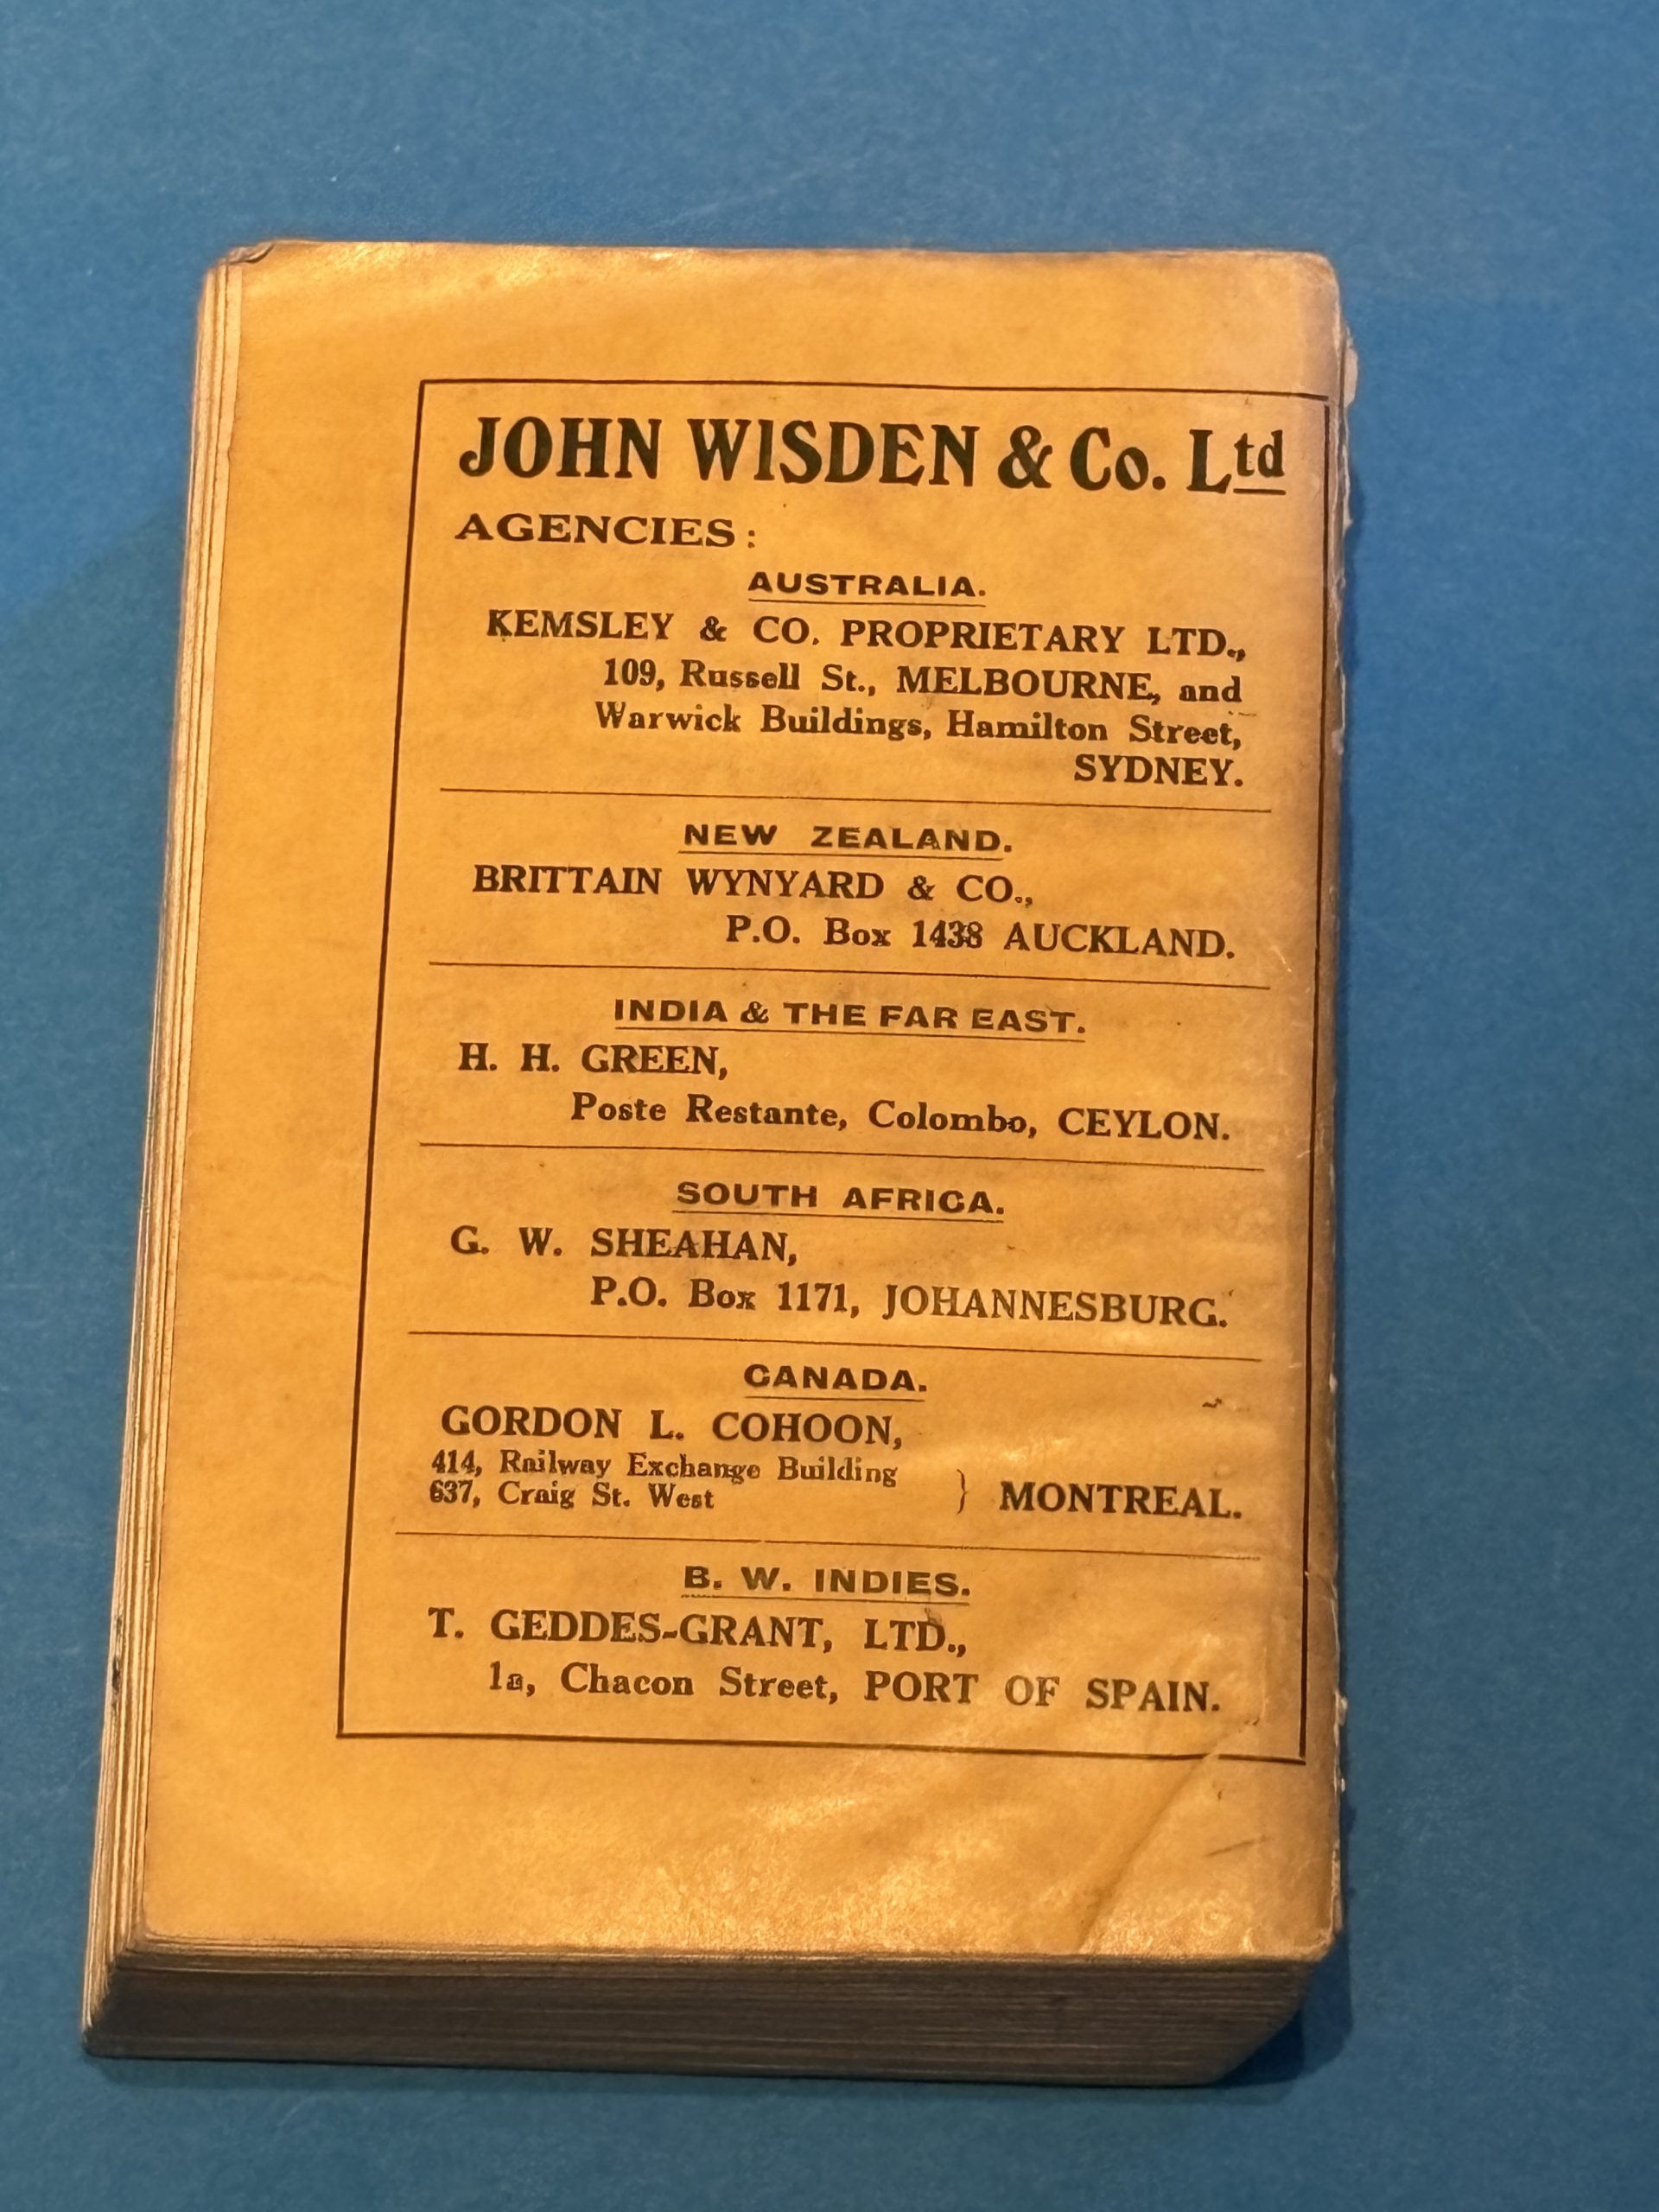 JOHN WISDEN & Co. Ltd
AGENCIES:
AUSTRALIA.
KEMSLEY & CO. PROPRIETARY LTD.,
109, Russell St., MELBOURNE, and
Warwick Buildings, Hamilton Street,
SYDNEY.
NEW ZEALAND.
BRITTAIN WYNYARD & CO.,
P.O. Box 1438 AUCKLAND.
INDIA & THE FAR EAST.
H. H. GREEN,
Poste Restante, Colombo, CEYLON.
SOUTH AFRICA.
G. W. SHEAHAN,
P.O. Box 1171, JOHANNESBURG.
CANADA.
GORDON L. COHOON,
414, Railway Exchange Building
637, Craig St. West } MONTREAL.
B. W. INDIES.
T. GEDDES-GRANT, LTD.,
1a, Chacon Street, PORT OF SPAIN.